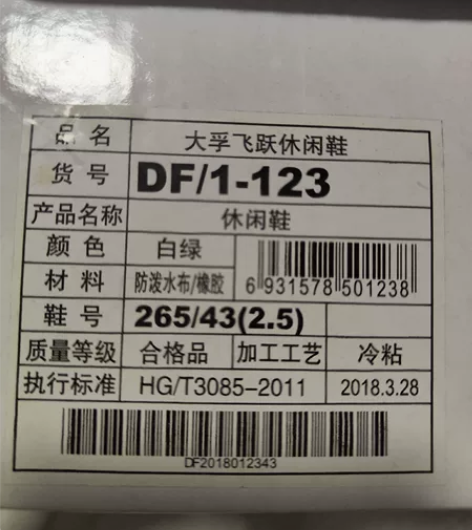 品名 大孚飞跃休闲鞋
货号 DF/1-123
产品名称 休闲鞋
颜色 白绿
材料 防泼水布/橡胶 6 931578 501238
鞋号 265/43(2.5)
质量等级 合格品 加工工艺 冷粘
执行标准 HG/T3085-2011 2018.3.28
DF2018012343